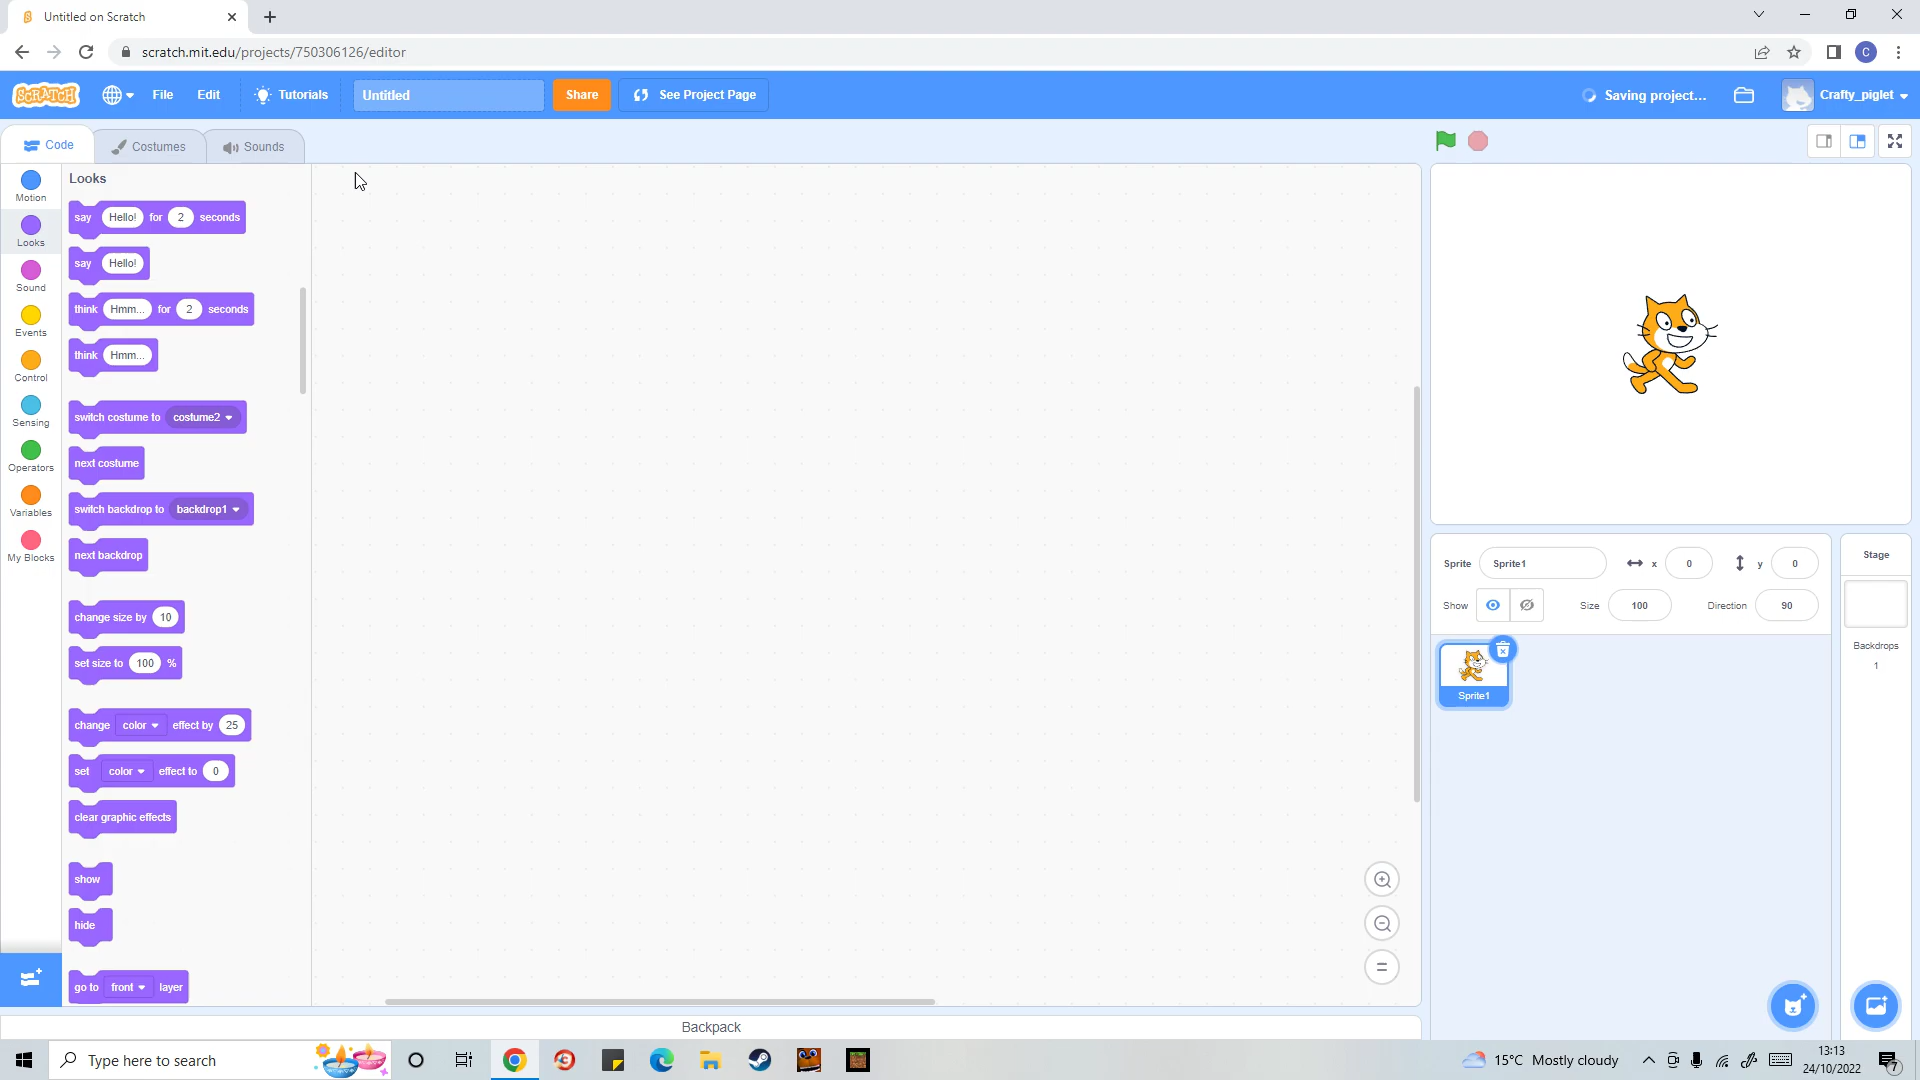 Untitled on Scratch
scratch.mit.edu/projects/750306126/editor
C
SCRATCH
File
Edit
Tutorials
Untitled
Share
See Project Page
Saving project...
Crafty_piglet
Code
Costumes
Sounds
Motion
Looks
Sound
Events
Control
Sensing
Operators
Variables
My Blocks
Looks
say Hello! for 2 seconds
say Hello!
think Hmm... for 2 seconds
think Hmm...
switch costume to costume2
next costume
switch backdrop to backdrop1
next backdrop
change size by 10
set size to 100 %
change color effect by 25
set color effect to 0
clear graphic effects
show
hide
go to front layer
Sprite Sprite1 x 0 y 0
Show Size 100 Direction 90
Sprite1
Stage
Backdrops
1
Backpack
Type here to search
15°C Mostly cloudy
13:13
24/10/2022
7